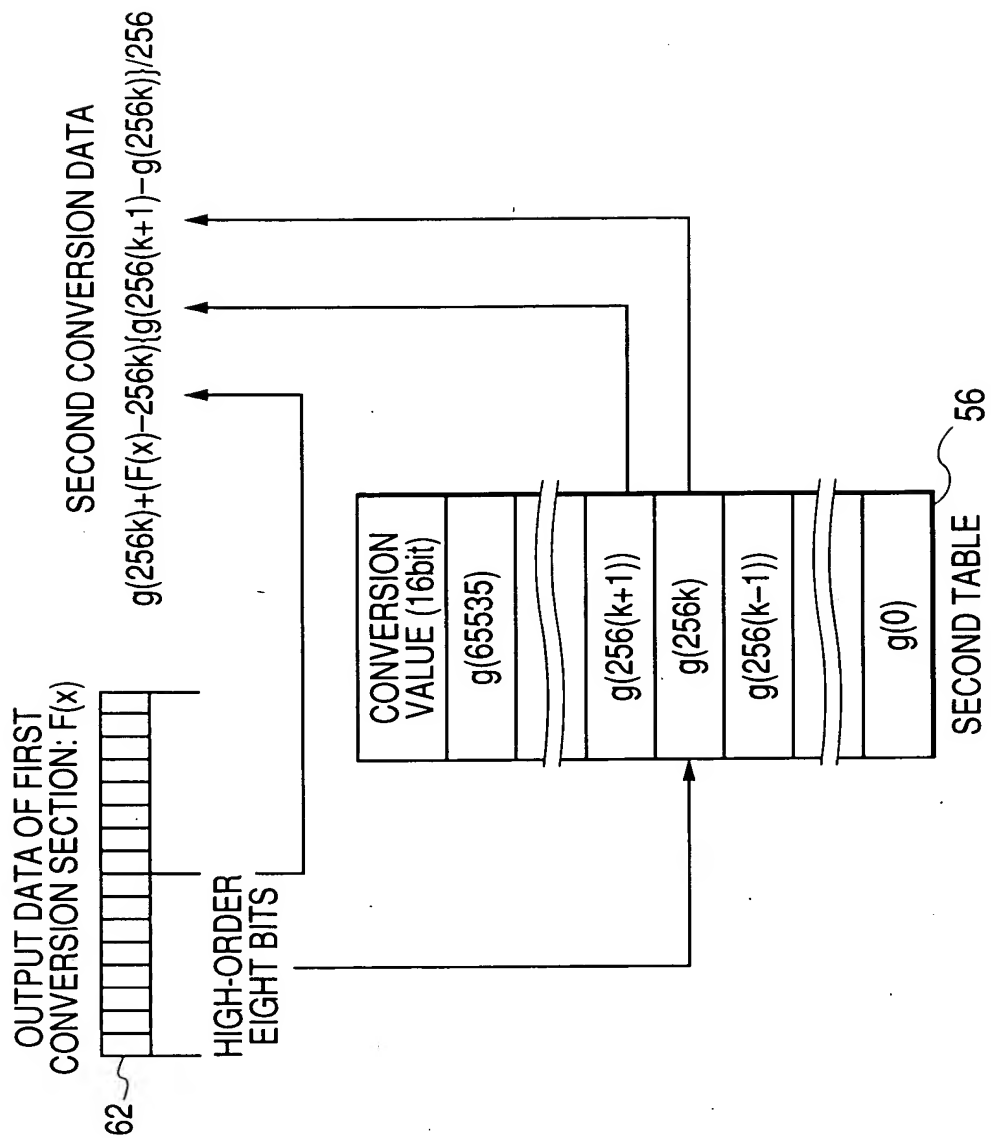 OUTPUT DATA OF FIRST
CONVERSION SECTION: F(x)
62
HIGH-ORDER
EIGHT BITS
SECOND CONVERSION DATA
g(256k)+(F(x)−256k){g(256(k+1)−g(256k)}/256
CONVERSION
VALUE (16bit)
g(65535)
g(256(k+1))
g(256k)
g(256(k−1))
g(0)
56
SECOND TABLE